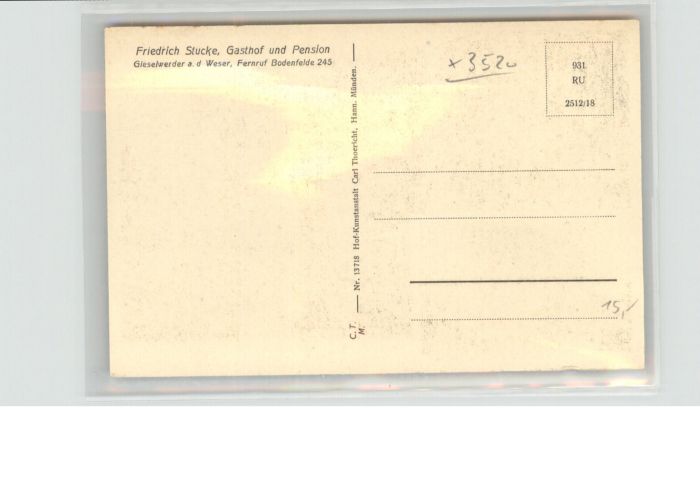 Friedrich Stucke, Gasthof und Pension
Gieselwerder a. d Weser, Fernruf Bodenfelde 245
x 3520
931
RU
2512/18
C. T. M. — Nr. 13718 Hof-Kunstanstalt Carl Thoericht, Hann. Münden. —
15,-